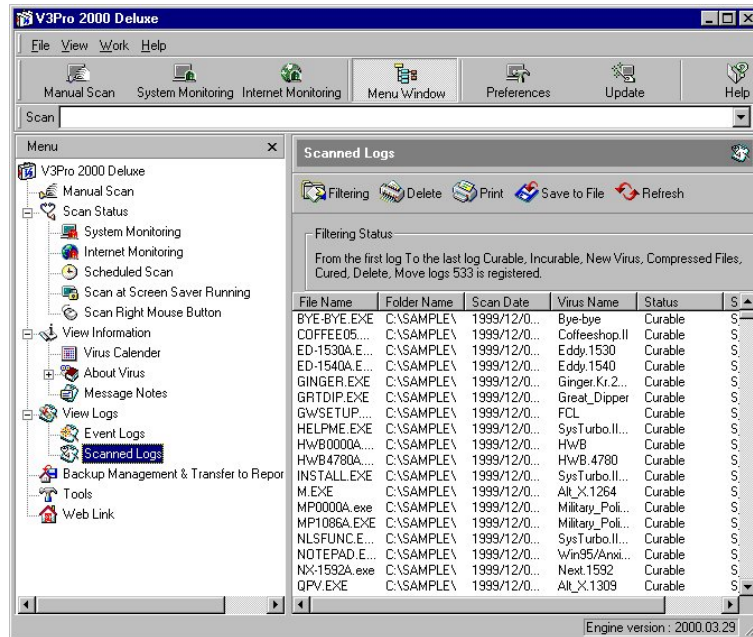 V3Pro 2000 Deluxe
File View Work Help
Manual Scan System Monitoring Internet Monitoring Menu Window Preferences Update Help
Scan
Menu
V3Pro 2000 Deluxe
Manual Scan
Scan Status
System Monitoring
Internet Monitoring
Scheduled Scan
Scan at Screen Saver Running
Scan Right Mouse Button
View Information
Virus Calender
About Virus
Message Notes
View Logs
Event Logs
Scanned Logs
Backup Management & Transfer to Repor
Tools
Web Link
Scanned Logs
Filtering Delete Print Save to File Refresh
Filtering Status
From the first log To the last log Curable, Incurable, New Virus, Compressed Files,
Cured, Delete, Move logs 533 is registered.
File Name Folder Name Scan Date Virus Name Status S
BYE-BYE.EXE C:\SAMPLE\ 1999/12/0... Bye-bye Curable S
COFFEE05.... C:\SAMPLE\ 1999/12/0... Coffeeshop.II Curable S
ED-1530A.E... C:\SAMPLE\ 1999/12/0... Eddy.1530 Curable S
ED-1540A.E... C:\SAMPLE\ 1999/12/0... Eddy.1540 Curable S
GINGER.EXE C:\SAMPLE\ 1999/12/0... Ginger.Kr.2... Curable S
GRTDIP.EXE C:\SAMPLE\ 1999/12/0... Great_Dipper Curable S
GWSETUP.... C:\SAMPLE\ 1999/12/0... FCL Curable S
HELPME.EXE C:\SAMPLE\ 1999/12/0... SysTurbo.II... Curable S
HWB0000A.... C:\SAMPLE\ 1999/12/0... HWB Curable S
HWB4780A.... C:\SAMPLE\ 1999/12/0... HWB.4780 Curable S
INSTALL.EXE C:\SAMPLE\ 1999/12/0... SysTurbo.II... Curable S
M.EXE C:\SAMPLE\ 1999/12/0... Alt_X.1264 Curable S
MP0000A.exe C:\SAMPLE\ 1999/12/0... Military_Poli... Curable S
MP1086A.EXE C:\SAMPLE\ 1999/12/0... Military_Poli... Curable S
NLSFUNC.E... C:\SAMPLE\ 1999/12/0... SysTurbo.II... Curable S
NOTEPAD.E... C:\SAMPLE\ 1999/12/0... Win95/Anxi... Curable S
NX-1592A.exe C:\SAMPLE\ 1999/12/0... Next.1592 Curable S
QPV.EXE C:\SAMPLE\ 1999/12/0... Alt_X.1309 Curable S
Engine version : 2000.03.29